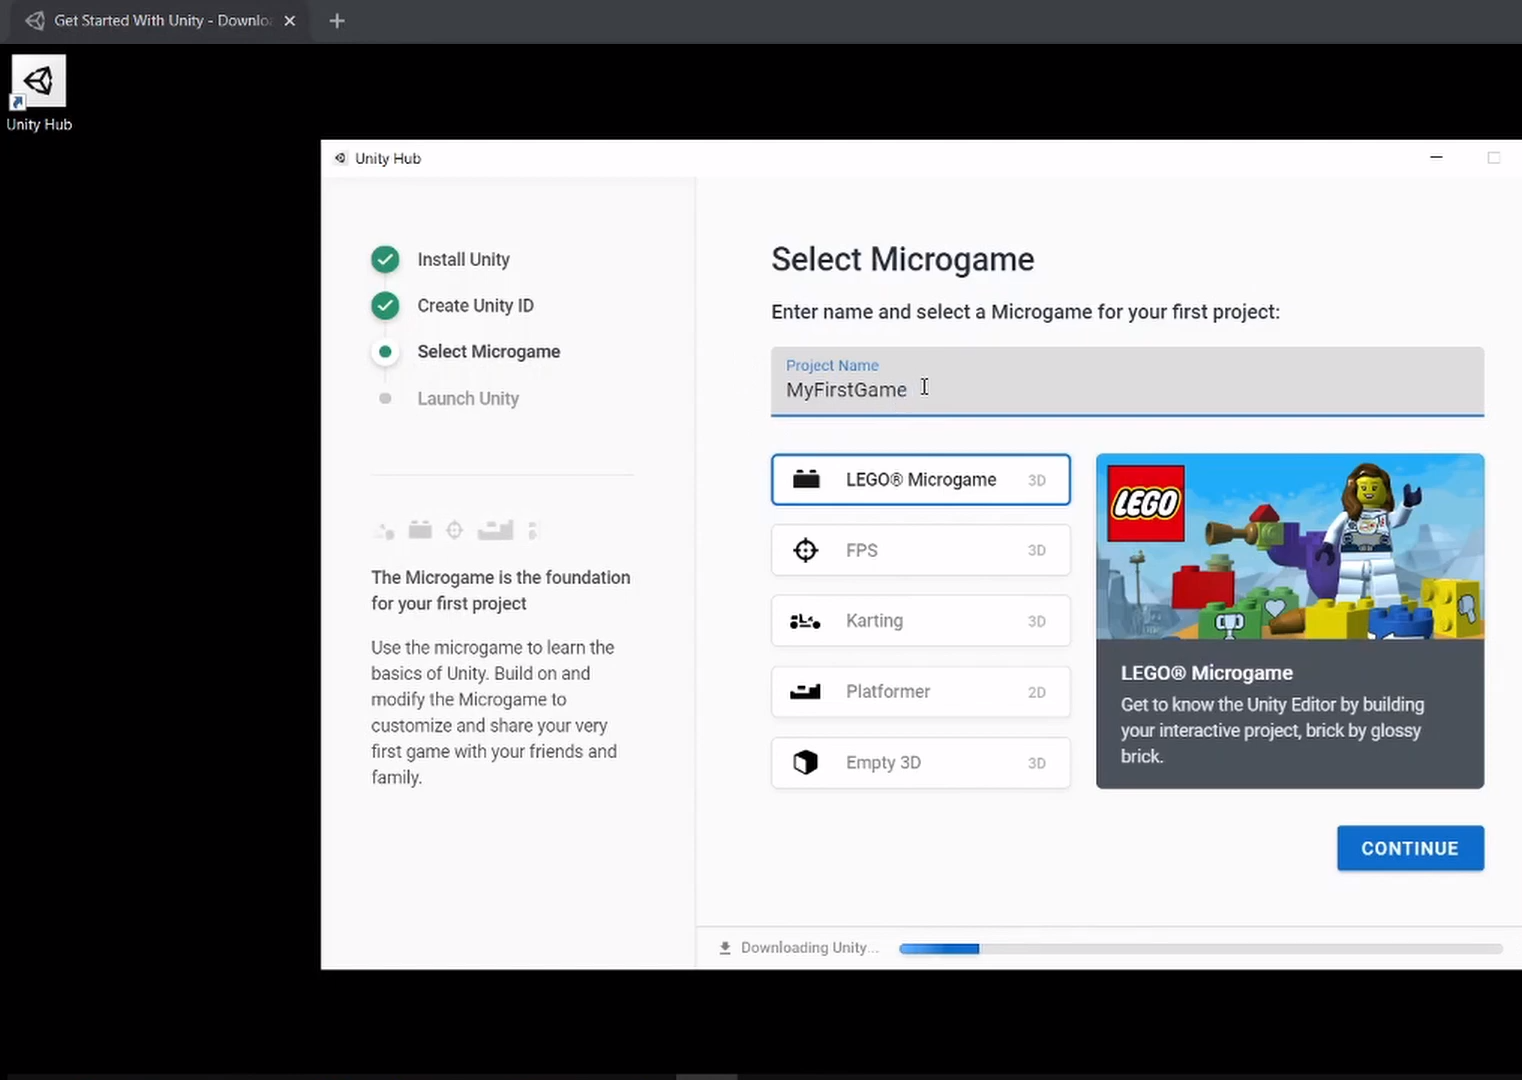 Get Started With Unity - Downlo
Unity Hub
Unity Hub
Install Unity
Create Unity ID
Select Microgame
Launch Unity
The Microgame is the foundation
for your first project
Use the microgame to learn the
basics of Unity. Build on and
modify the Microgame to
customize and share your very
first game with your friends and
family.
Select Microgame
Enter name and select a Microgame for your first project:
Project Name
MyFirstGame
LEGO® Microgame 3D
FPS 3D
Karting 3D
Platformer 2D
Empty 3D 3D
LEGO
LEGO® Microgame
Get to know the Unity Editor by building
your interactive project, brick by glossy
brick.
CONTINUE
Downloading Unity...